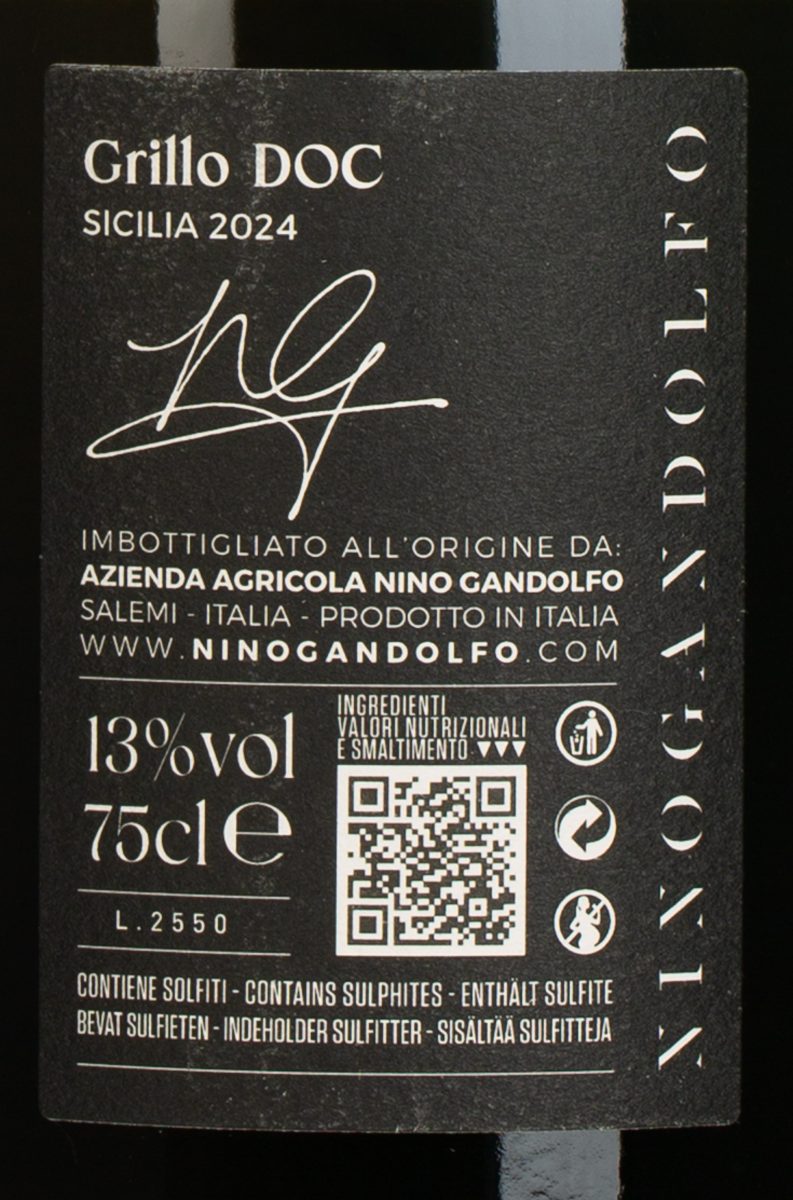 Grillo DOC
SICILIA 2024
IMBOTTIGLIATO ALL'ORIGINE DA:
AZIENDA AGRICOLA NINO GANDOLFO
SALEMI - ITALIA - PRODOTTO IN ITALIA
WWW.NINOGANDOLFO.COM
13%vol
75cl e
L.2550
INGREDIENTI
VALORI NUTRIZIONALI
E SMALTIMENTO ▼▼▼
CONTIENE SOLFITI - CONTAINS SULPHITES - ENTHÄLT SULFITE
BEVAT SULFIETEN - INDEHOLDER SULFITTER - SISÄLTÄÄ SULFITTEJA
NINOGANDOLFO